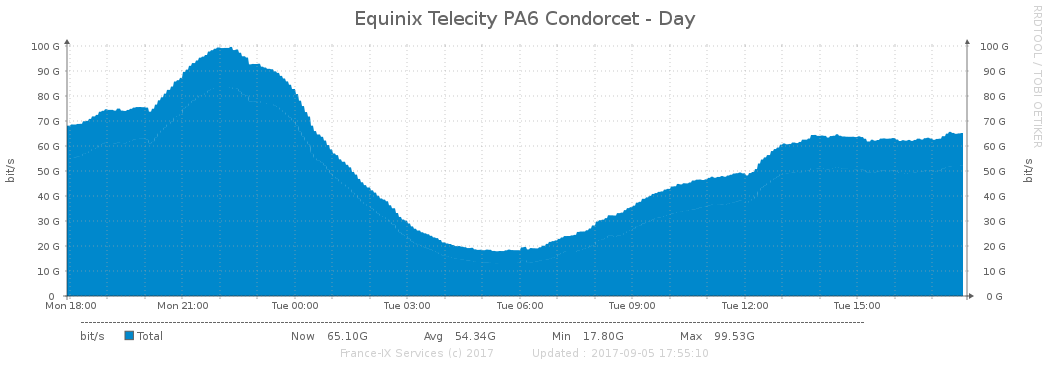 Equinix Telecity PA6 Condorcet - Day
RRDTOOL / TOBI OETIKER
bit/s
100 G
90 G
80 G
70 G
60 G
50 G
40 G
30 G
20 G
10 G
0
100 G
90 G
80 G
70 G
60 G
50 G
40 G
30 G
20 G
10 G
0 G
bit/s
Mon 18:00 Mon 21:00 Tue 00:00 Tue 03:00 Tue 06:00 Tue 09:00 Tue 12:00 Tue 15:00
bit/s Total Now 65.10G Avg 54.34G Min 17.80G Max 99.53G
France-IX Services (c) 2017 Updated : 2017-09-05 17:55:10